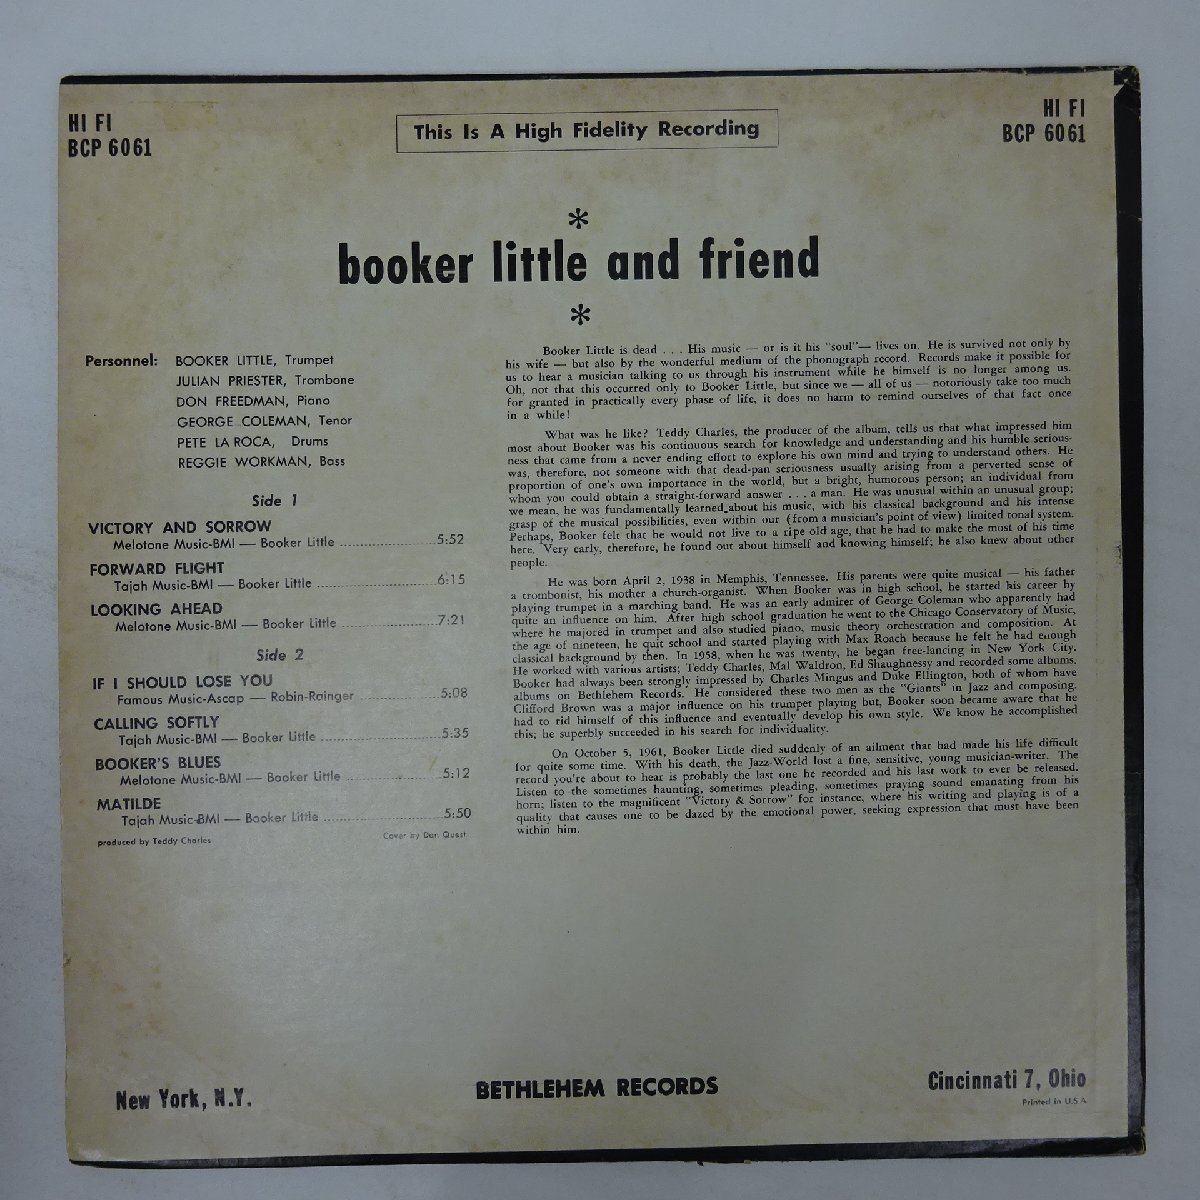 HI FI
BCP 6061
This Is A High Fidelity Recording
HI FI
BCP 6061
*
booker little and friend
*
Personnel: BOOKER LITTLE, Trumpet
JULIAN PRIESTER, Trombone
DON FREEDMAN, Piano
GEORGE COLEMAN, Tenor
PETE LA ROCA, Drums
REGGIE WORKMAN, Bass
Side 1
VICTORY AND SORROW
Melotone Music-BMI — Booker Little ........................5:52
FORWARD FLIGHT
Tajah Music-BMI — Booker Little ..............................6:15
LOOKING AHEAD
Melotone Music-BMI — Booker Little ........................7:21
Side 2
IF I SHOULD LOSE YOU
Famous Music-Ascap — Robin-Rainger .....................5:08
CALLING SOFTLY
Tajah Music-BMI — Booker Little ..............................5:35
BOOKER'S BLUES
Melotone Music-BMI — Booker Little ........................5:12
MATILDE
Tajah Music-BMI — Booker Little ..............................5:50
produced by Teddy Charles
Cover by Dan Quest
Booker Little is dead . . . His music — or is it his "soul"— lives on. He is survived not only by
his wife — but also by the wonderful medium of the phonograph record. Records make it possible for
us to hear a musician talking to us through his instrument while he himself is no longer among us.
Oh, not that this occurred only to Booker Little, but since we — all of us — notoriously take too much
for granted in practically every phase of life, it does no harm to remind ourselves of that fact once
in a while!
What was he like? Teddy Charles, the producer of the album, tells us that what impressed him
most about Booker was his continuous search for knowledge and understanding and his humble serious-
ness that came from a never ending effort to explore his own mind and trying to understand others. He
was, therefore, not someone with that dead-pan seriousness usually arising from a perverted sense of
proportion of one's own importance in the world, but a bright, humorous person; an individual from
whom you could obtain a straight-forward answer . . . a man. He was unusual within an unusual group;
we mean, he was fundamentally learned about his music, with his classical background and his intense
grasp of the musical possibilities, even within our (from a musician's point of view) limited tonal system.
Perhaps, Booker felt that he would not live to a ripe old age, that he had to make the most of his time
here. Very early, therefore, he found out about himself and knowing himself; he also knew about other
people.
He was born April 2, 1938 in Memphis, Tennessee. His parents were quite musical — his father
a trombonist, his mother a church-organist. When Booker was in high school, he started his career by
playing trumpet in a marching band. He was an early admirer of George Coleman who apparently had
quite an influence on him. After high school graduation he went to the Chicago Conservatory of Music,
where he majored in trumpet and also studied piano, music theory orchestration and composition. At
the age of nineteen, he quit school and started playing with Max Roach because he felt he had enough
classical background by then. In 1958, when he was twenty, he began free-lancing in New York City.
He worked with various artists; Teddy Charles, Mal Waldron, Ed Shaughnessy and recorded some albums.
Booker had always been strongly impressed by Charles Mingus and Duke Ellington, both of whom have
albums on Bethlehem Records. He considered these two men as the "Giants" in Jazz and composing.
Clifford Brown was a major influence on his trumpet playing but, Booker soon became aware that he
had to rid himself of this influence and eventually develop his own style. We know he accomplished
this; he superbly succeeded in his search for individuality.
On October 5, 1961, Booker Little died suddenly of an ailment that had made his life difficult
for quite some time. With his death, the Jazz-World lost a fine, sensitive, young musician-writer. The
record you're about to hear is probably the last one he recorded and his last work to ever be released.
Listen to the sometimes haunting, sometimes pleading, sometimes praying sound emanating from his
horn; listen to the magnificent "Victory & Sorrow" for instance, where his writing and playing is of a
quality that causes one to be dazed by the emotional power, seeking expression that must have been
within him.
New York, N.Y.
BETHLEHEM RECORDS
Cincinnati 7, Ohio
Printed in U.S.A.